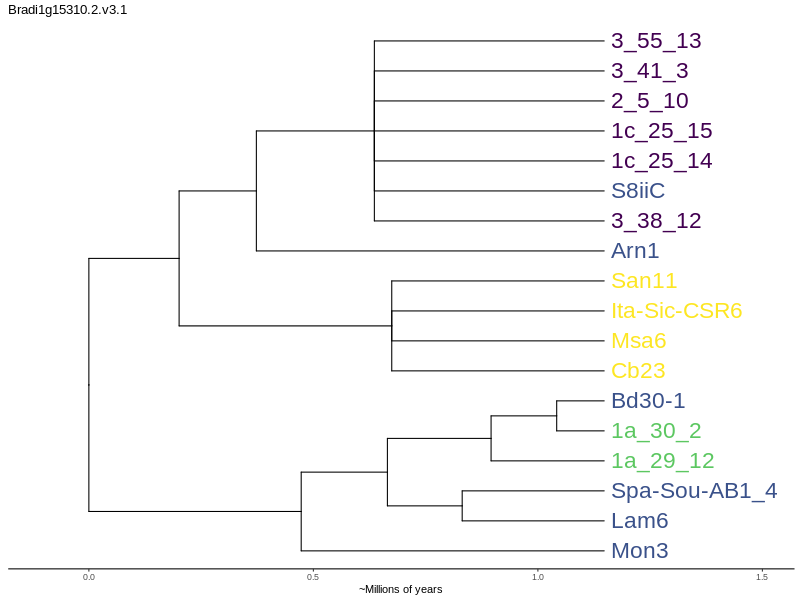 Bradi1g15310.2.v3.1
3_55_13
3_41_3
2_5_10
1c_25_15
1c_25_14
S8iiC
3_38_12
Arn1
San11
Ita-Sic-CSR6
Msa6
Cb23
Bd30-1
1a_30_2
1a_29_12
Spa-Sou-AB1_4
Lam6
Mon3
0.0 0.5 1.0 1.5
~Millions of years